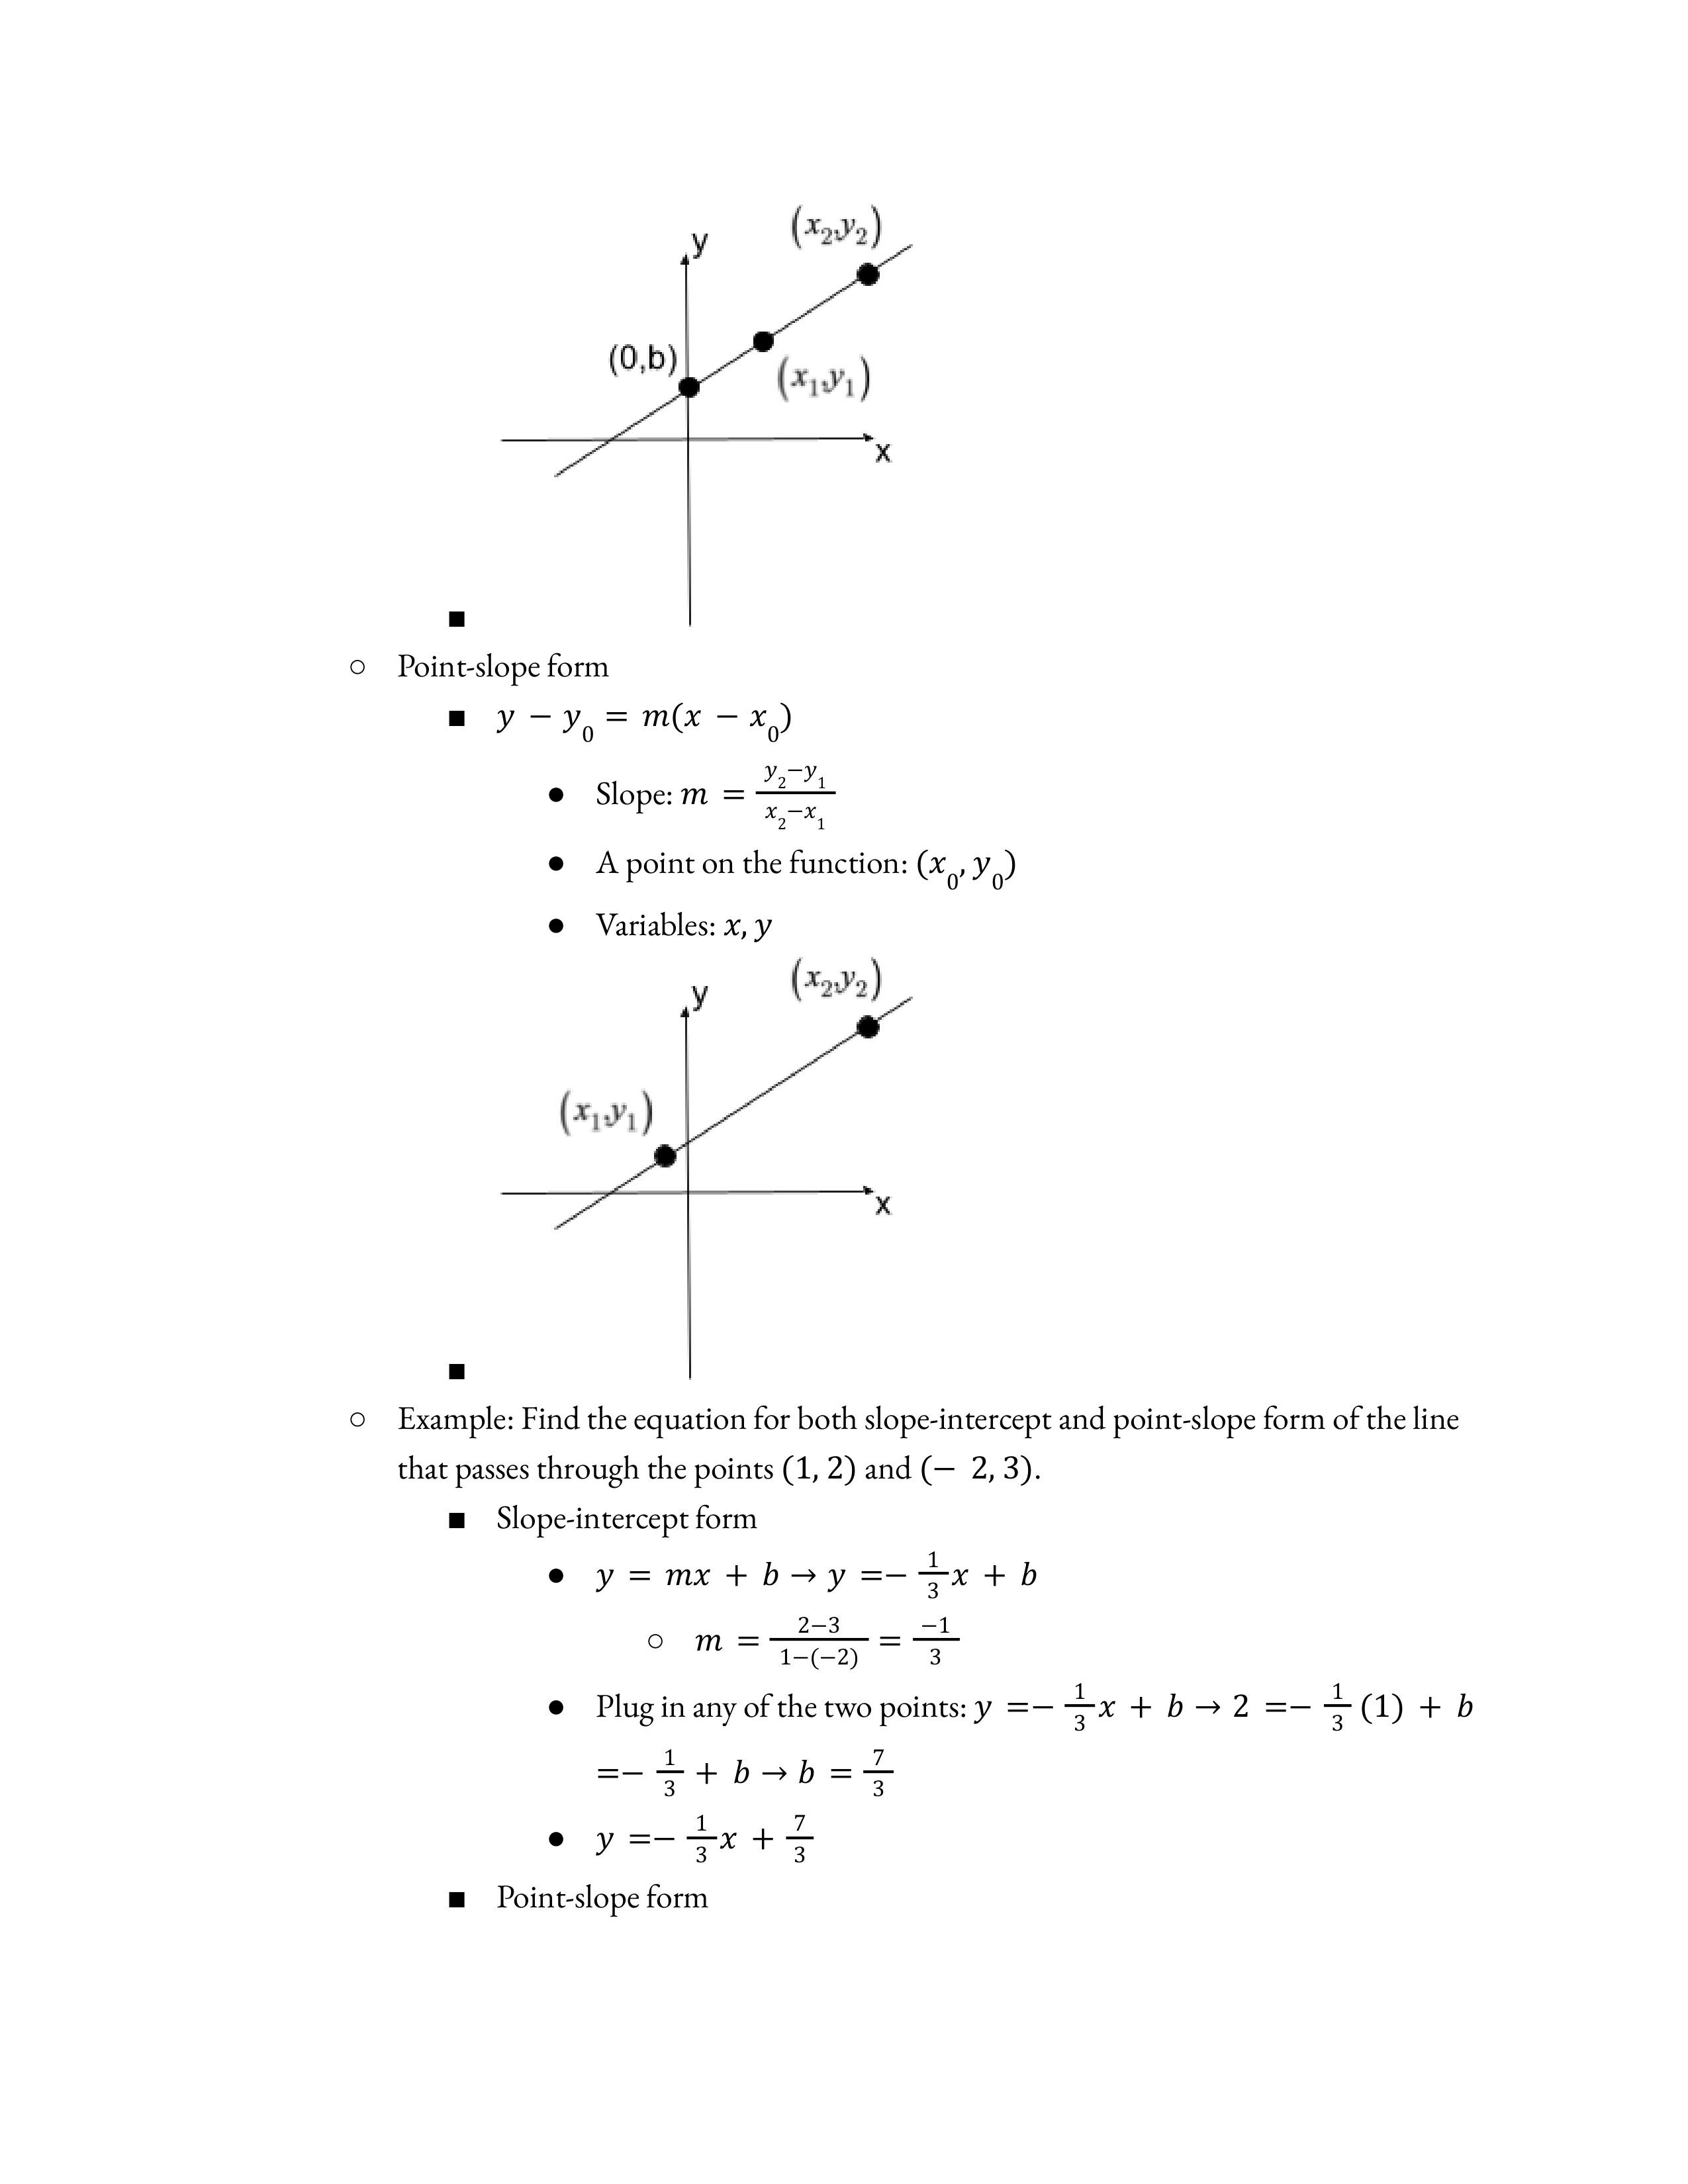 (x₂,y₂)
y
(0,b)
(x₁,y₁)
x
■
○ Point-slope form
■ y − y₀ = m(x − x₀)
● Slope: m = (y₂−y₁)/(x₂−x₁)
● A point on the function: (x₀, y₀)
● Variables: x, y
(x₂,y₂)
y
(x₁,y₁)
x
■
○ Example: Find the equation for both slope-intercept and point-slope form of the line
that passes through the points (1, 2) and (− 2, 3).
■ Slope-intercept form
● y = mx + b → y =− 1/3 x + b
○ m = (2−3)/(1−(−2)) = −1/3
● Plug in any of the two points: y =− 1/3 x + b → 2 =− 1/3 (1) + b
=− 1/3 + b → b = 7/3
● y =− 1/3 x + 7/3
■ Point-slope form